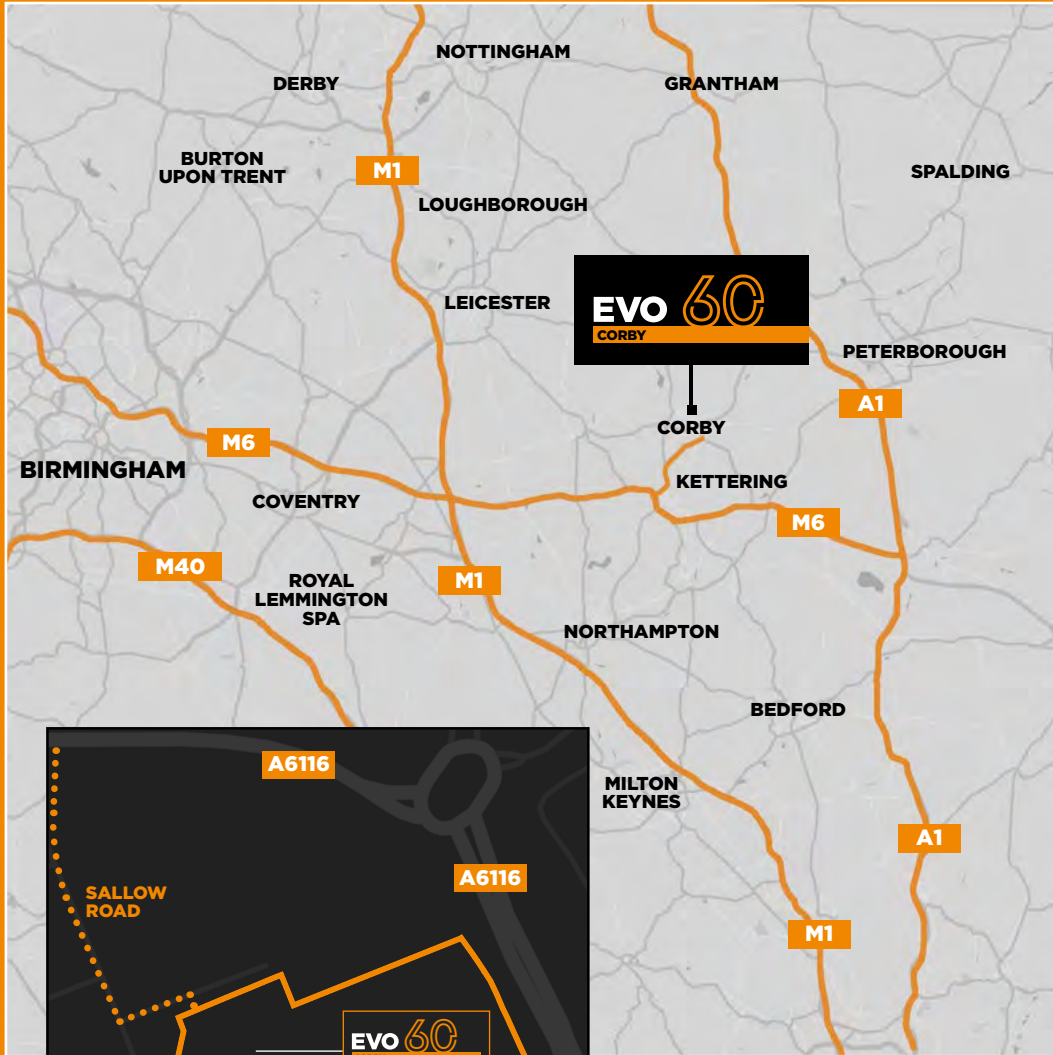 NOTTINGHAM
DERBY
GRANTHAM
BURTON
UPON TRENT
M1
SPALDING
LOUGHBOROUGH
LEICESTER
EVO 60
CORBY
PETERBOROUGH
A1
CORBY
M6
BIRMINGHAM
KETTERING
COVENTRY
M6
M40
ROYAL
LEMMINGTON
SPA
M1
NORTHAMPTON
BEDFORD
MILTON
KEYNES
A1
M1
A6116
A6116
SALLOW
ROAD
EVO 60